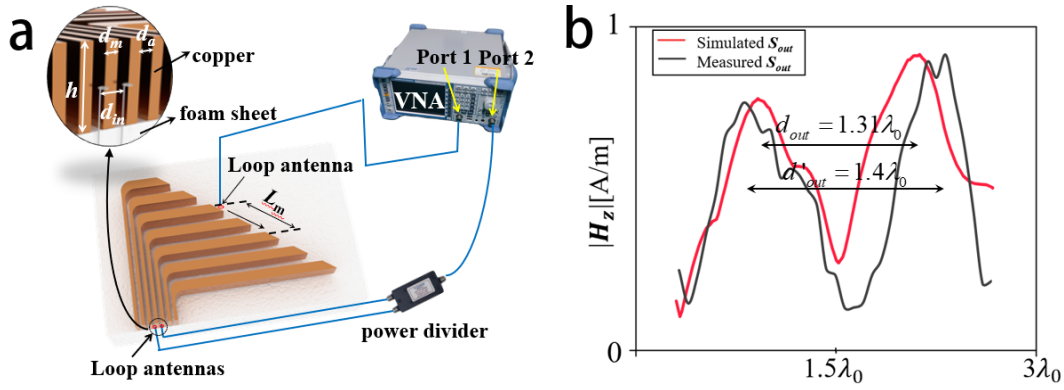 a
d_m
d_a
copper
h
d_in
foam sheet
Port 1
Port 2
VNA
Loop antenna
L_m
power divider
Loop antennas
b
1
Simulated S_out
Measured S_out
d_out = 1.31λ_0
d'_out = 1.4λ_0
|H_z|[A/m]
0
1.5λ_0
3λ_0